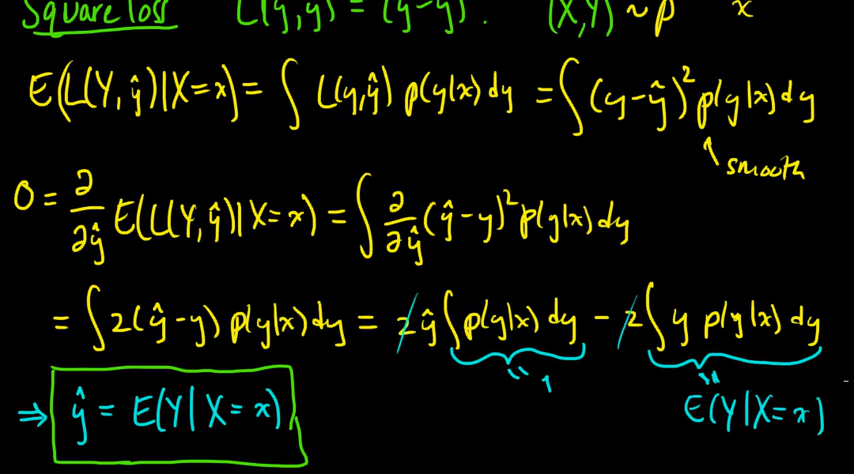 Square loss L(y,ŷ) = (y−ŷ)². (X,Y) ~ p x
E(L(Y,ŷ)|X=x) = ∫ L(y,ŷ) p(y|x) dy = ∫ (y−ŷ)² p(y|x) dy
smooth
0 = ∂/∂ŷ E(L(Y,ŷ)|X=x) = ∫ ∂/∂ŷ (ŷ−y)² p(y|x) dy
= ∫ 2(ŷ−y) p(y|x) dy = 2ŷ ∫ p(y|x) dy − 2 ∫ y p(y|x) dy
= 1
=
⇒ ŷ = E(Y|X=x) E(Y|X=x)